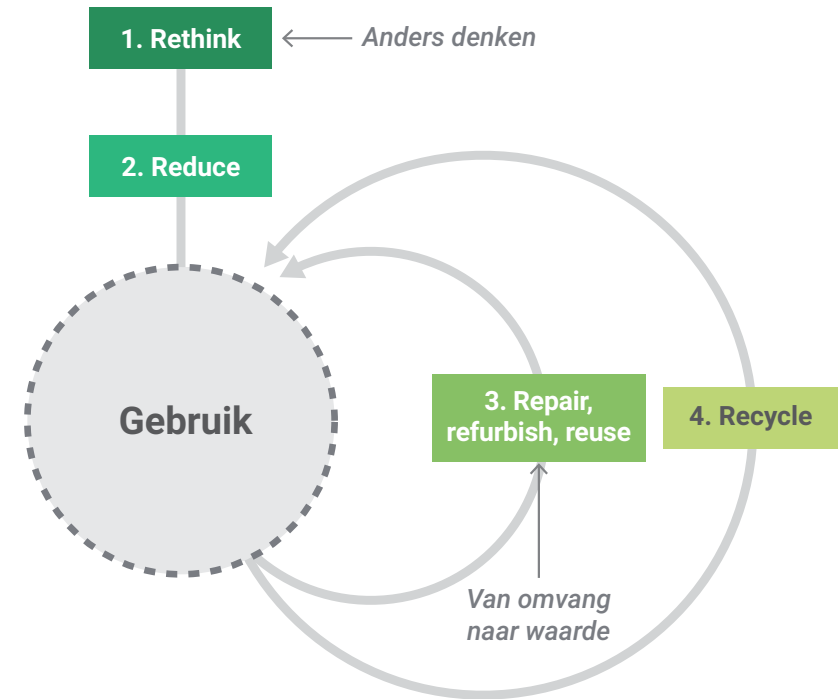 1. Rethink
Anders denken
2. Reduce
Gebruik
3. Repair,
refurbish, reuse
4. Recycle
Van omvang
naar waarde